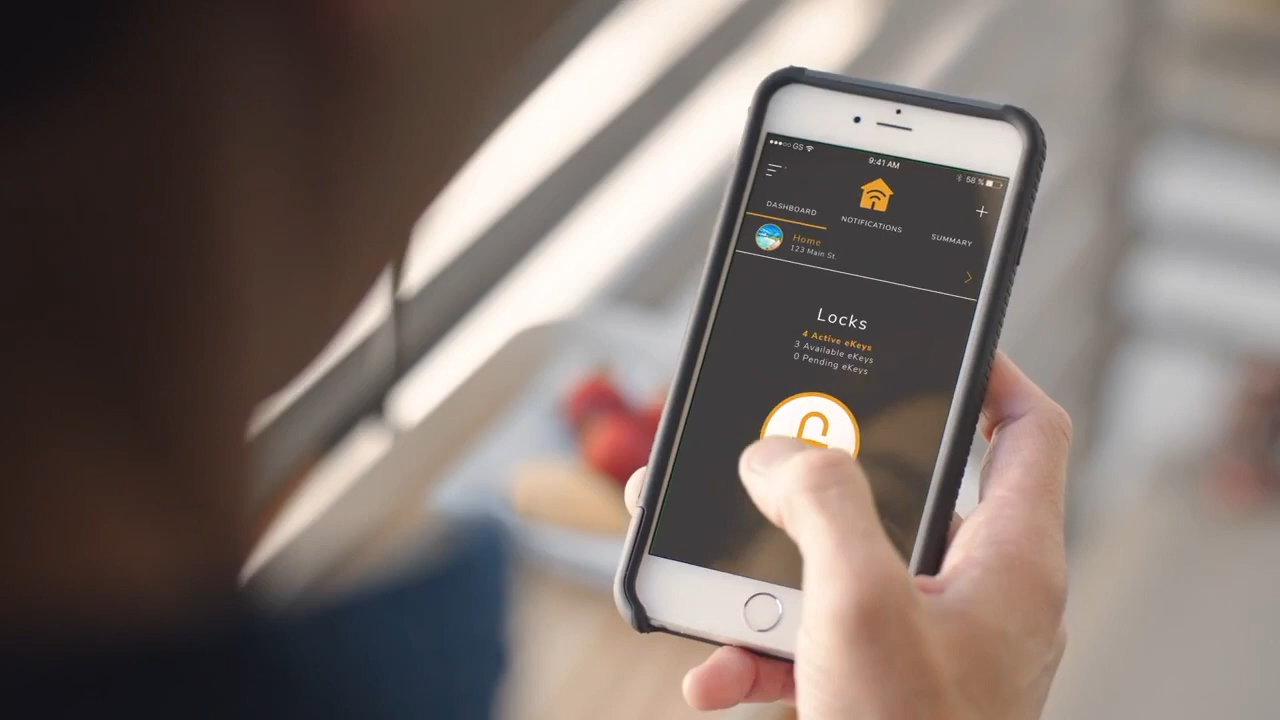 GS 9:41 AM 58 %
DASHBOARD NOTIFICATIONS SUMMARY
Home
123 Main St
Locks
4 Active eKeys
3 Available eKeys
0 Pending eKeys